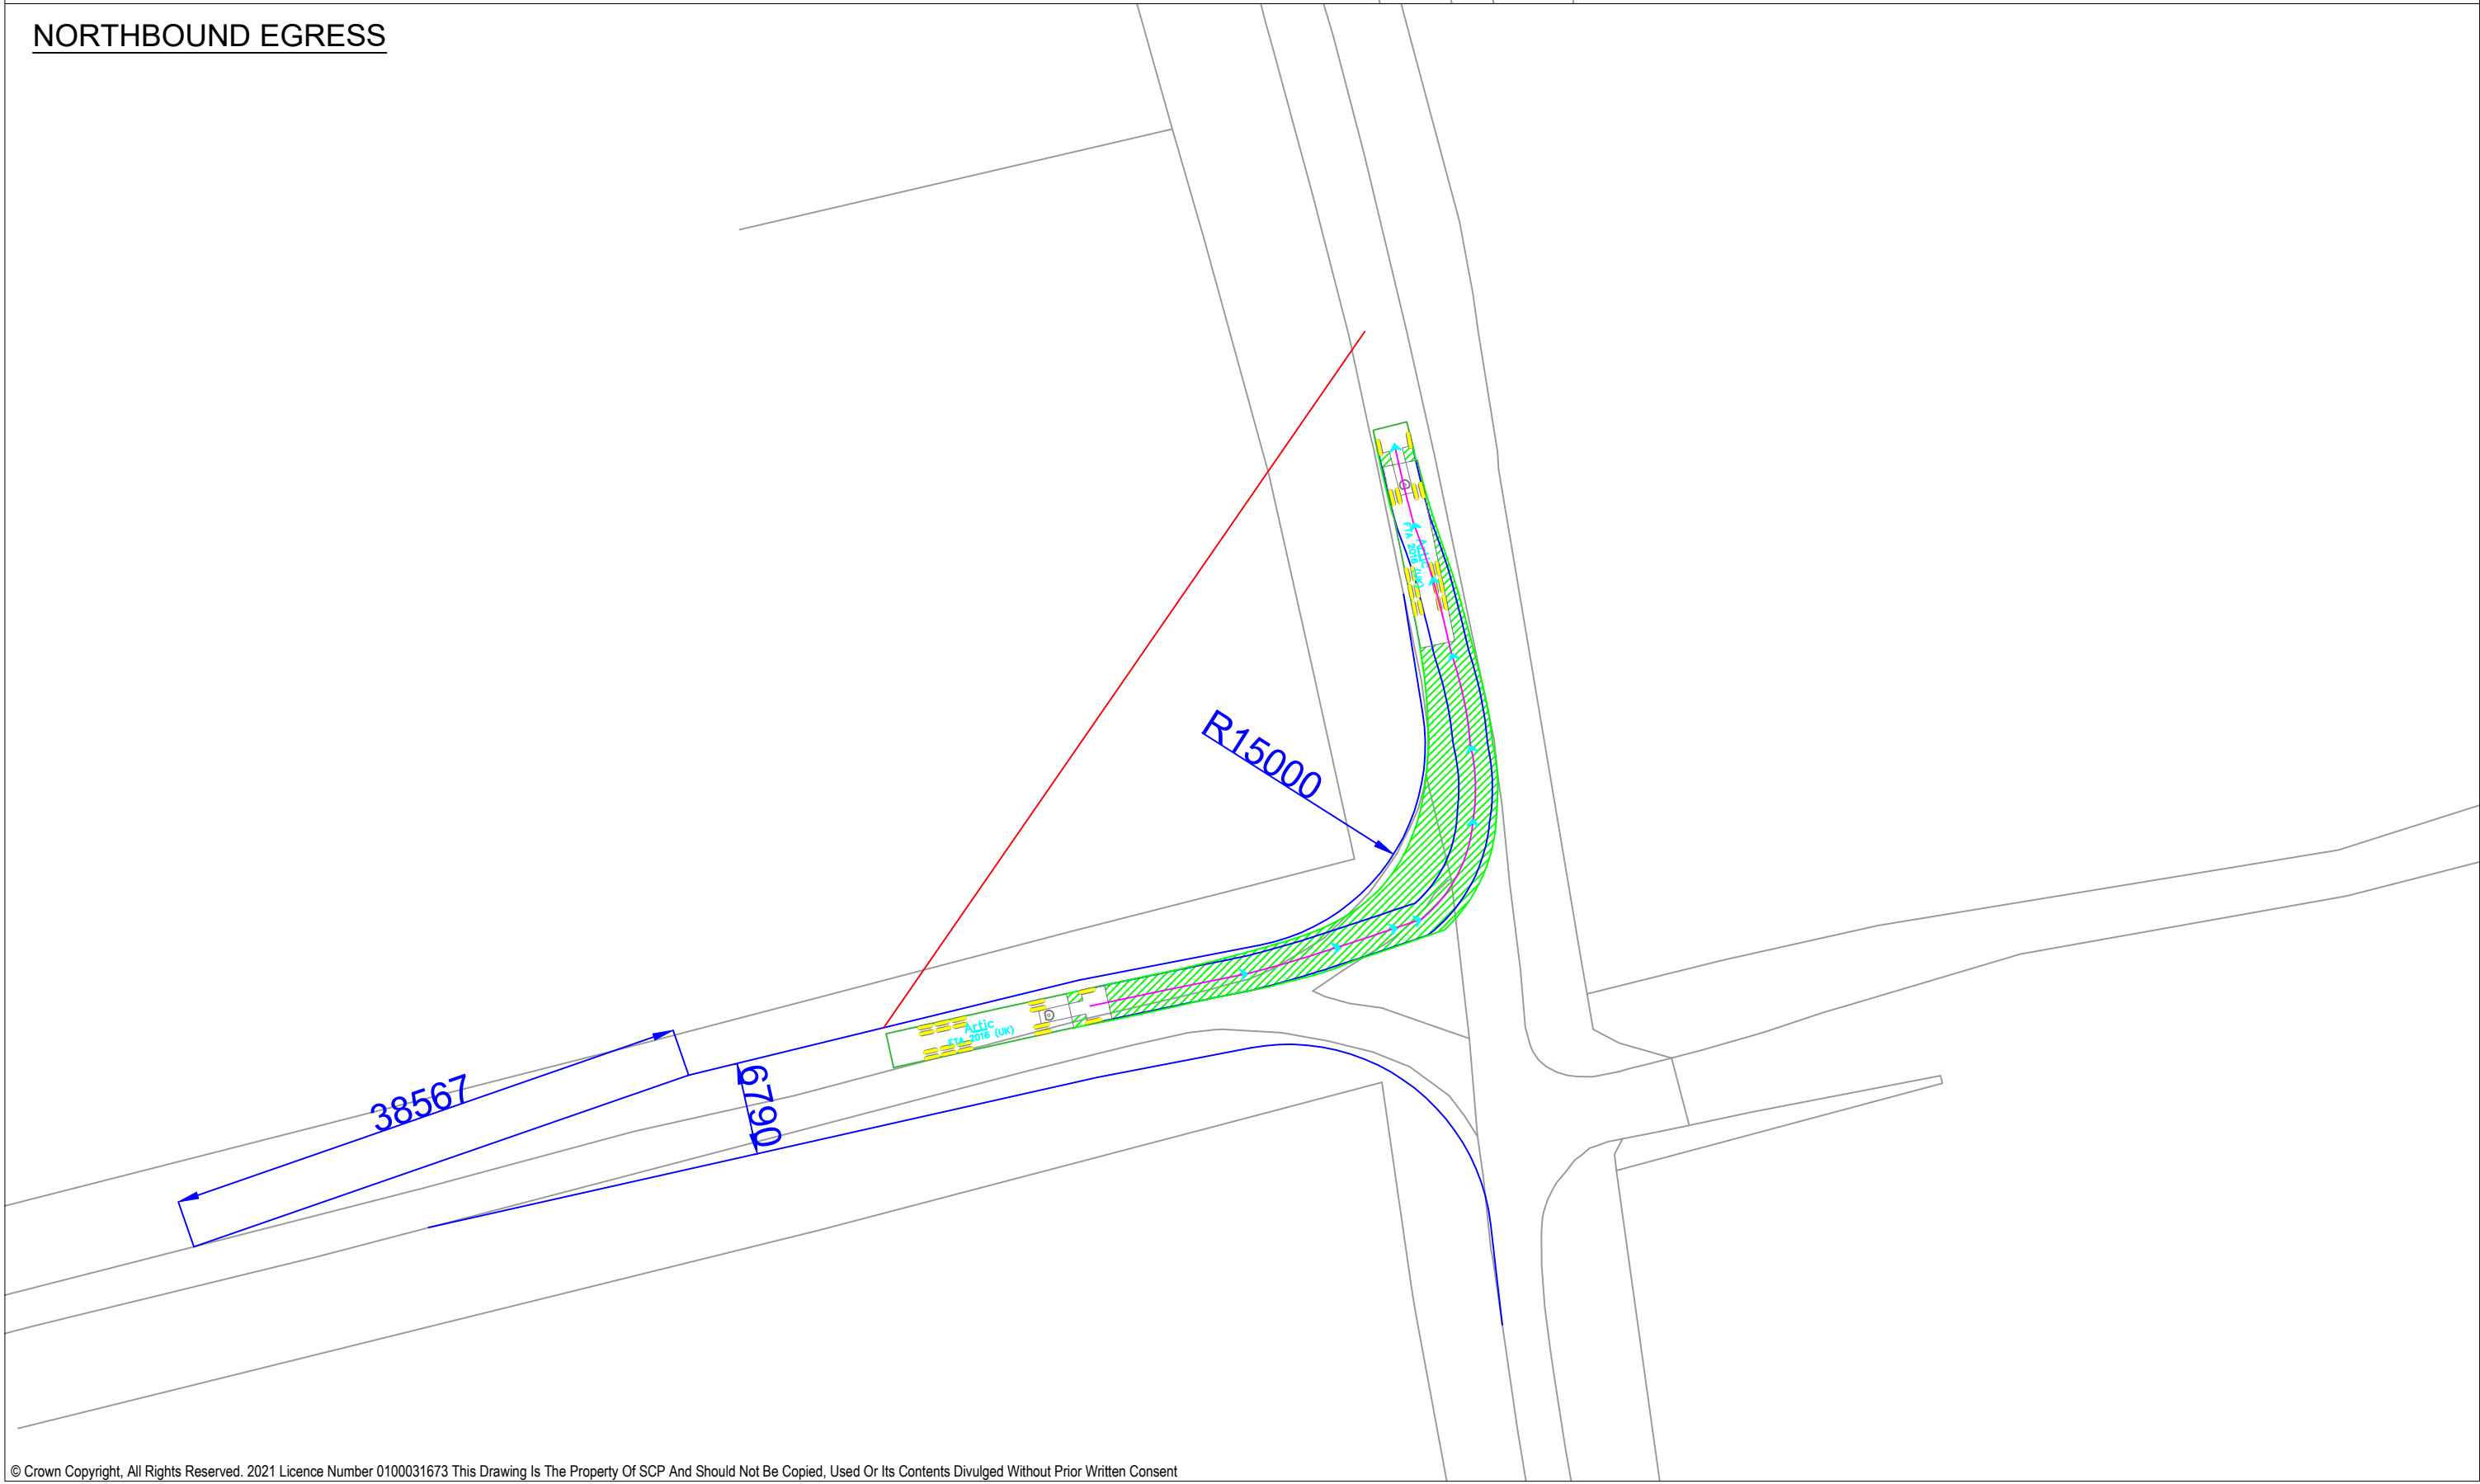 NORTHBOUND EGRESS
Artic
FTA 2016 (UK)
R15000
Artic
FTA 2016 (UK)
38567
6790
© Crown Copyright, All Rights Reserved. 2021 Licence Number 0100031673 This Drawing Is The Property Of SCP And Should Not Be Copied, Used Or Its Contents Divulged Without Prior Written Consent